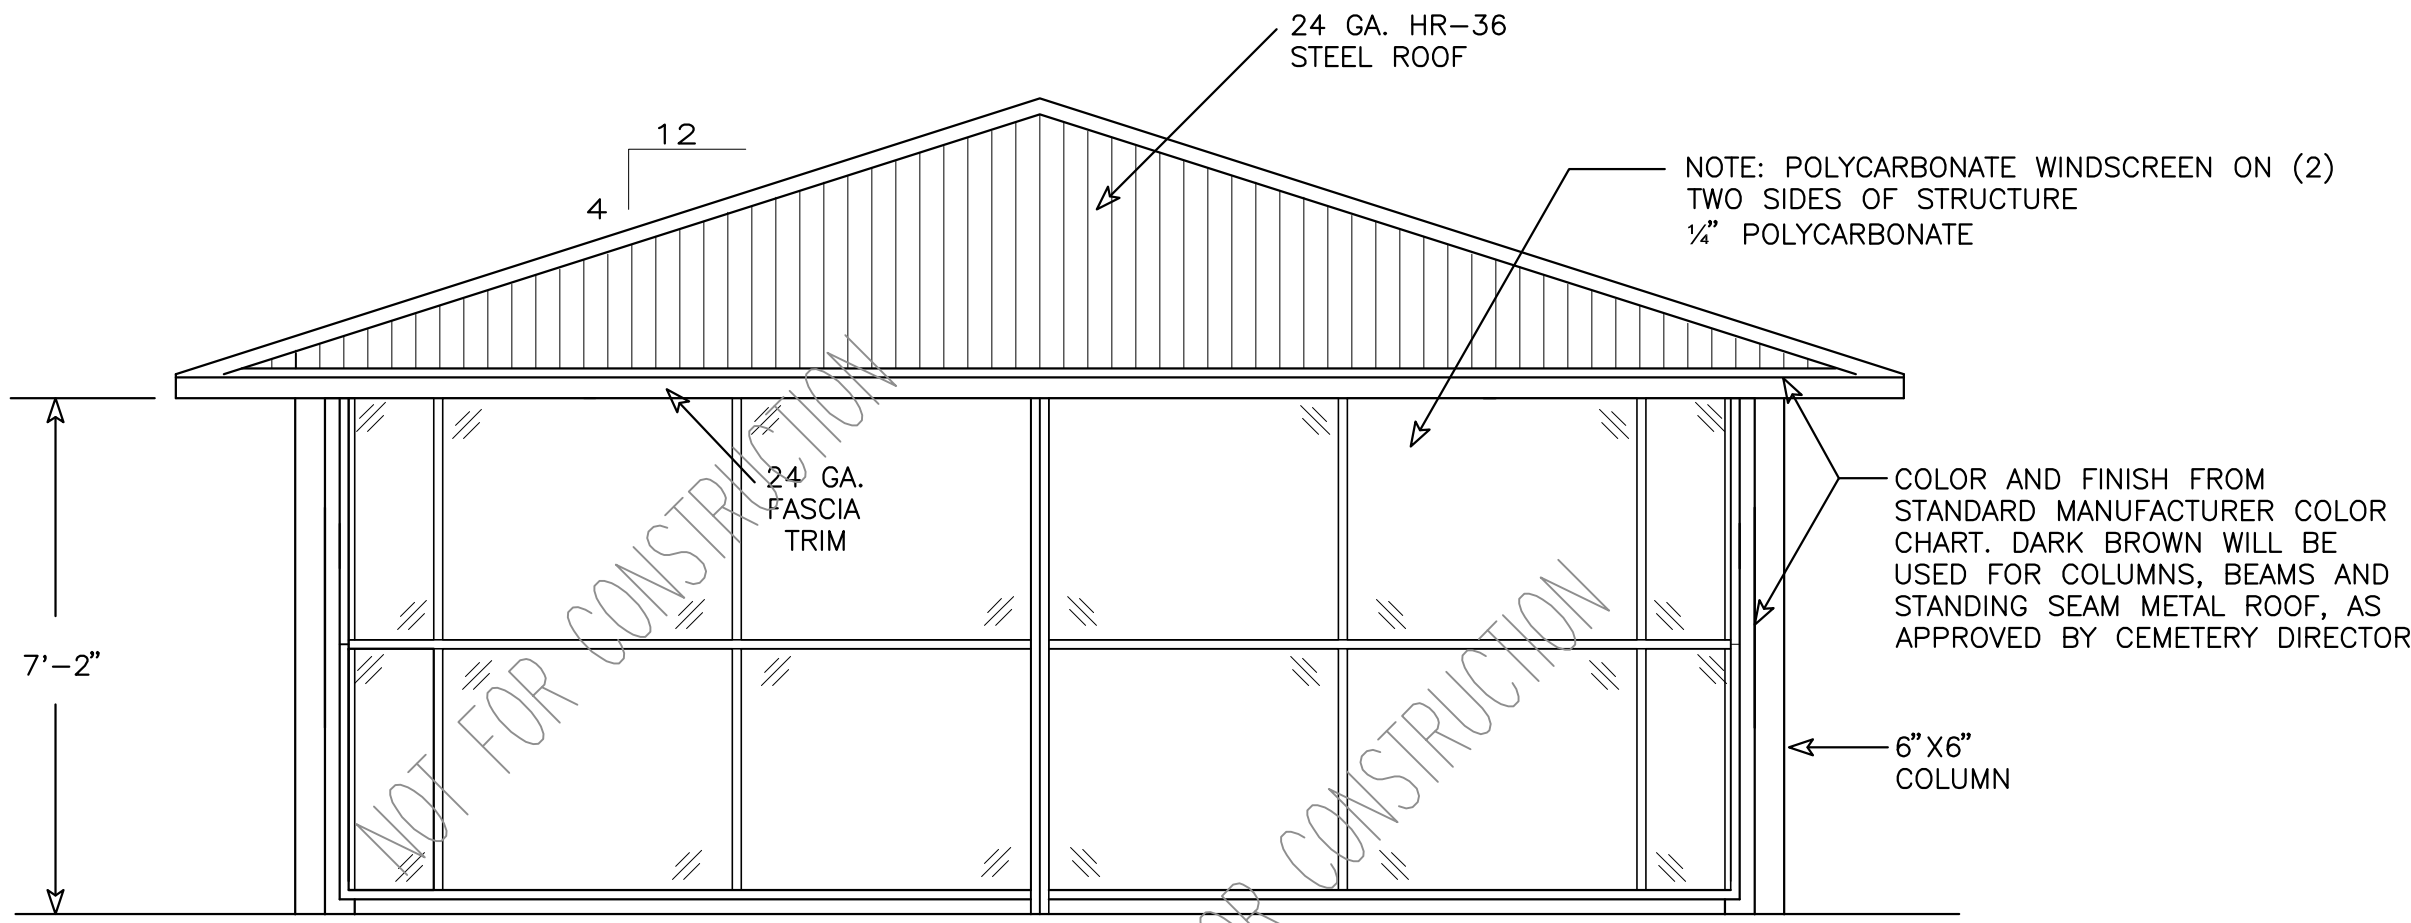 24 GA. HR-36
STEEL ROOF
12
4
NOTE: POLYCARBONATE WINDSCREEN ON (2)
TWO SIDES OF STRUCTURE
¼" POLYCARBONATE
24 GA.
FASCIA
TRIM
COLOR AND FINISH FROM
STANDARD MANUFACTURER COLOR
CHART. DARK BROWN WILL BE
USED FOR COLUMNS, BEAMS AND
STANDING SEAM METAL ROOF, AS
APPROVED BY CEMETERY DIRECTOR
7'-2"
6"X6"
COLUMN
NOT FOR CONSTRUCTION
OR CONSTRUCTION